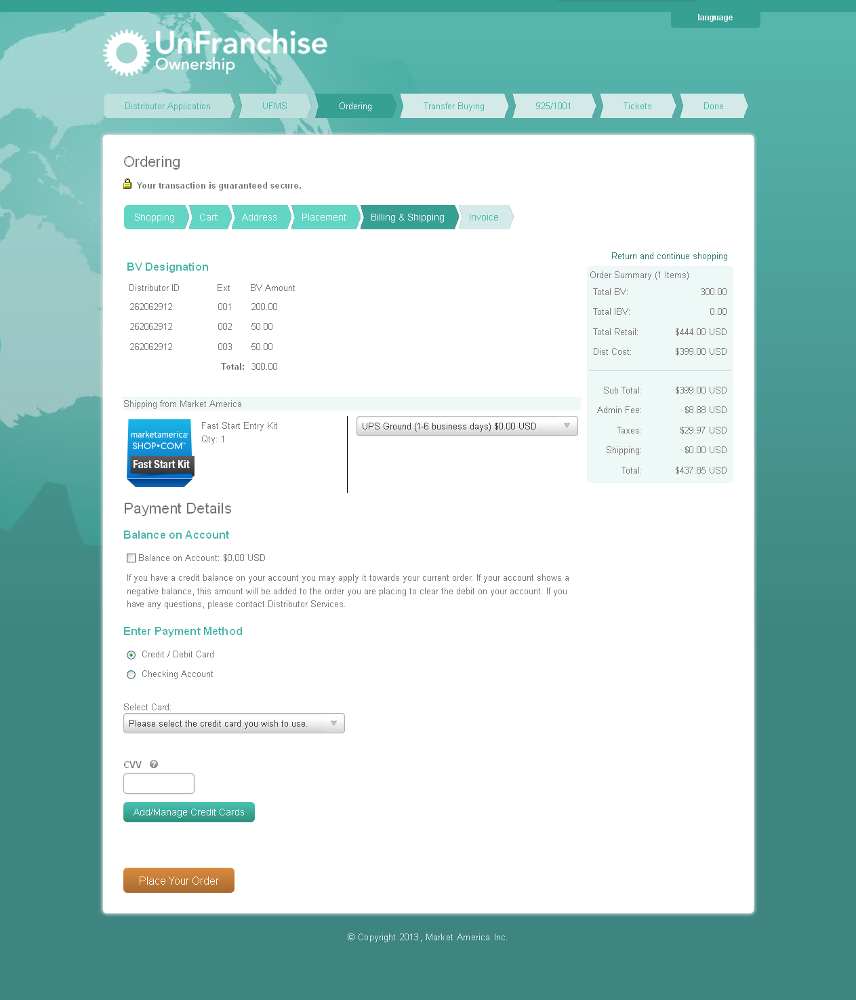 language
UnFranchise
Ownership
Distributor Application UFMS Ordering Transfer Buying 925/1001 Tickets Done
Ordering
Your transaction is guaranteed secure.
Shopping Cart Address Placement Billing & Shipping Invoice
Return and continue shopping
BV Designation
Distributor ID Ext BV Amount
262062912 001 200.00
262062912 002 50.00
262062912 003 50.00
Total: 300.00
Order Summary (1 Items)
Total BV: 300.00
Total IBV: 0.00
Total Retail: $444.00 USD
Dist Cost: $399.00 USD
Sub Total: $399.00 USD
Admin Fee: $8.88 USD
Taxes: $29.97 USD
Shipping: $0.00 USD
Total: $437.85 USD
Shipping from Market America
marketamerica
SHOP•COM™
Fast Start Kit
Fast Start Entry Kit
Qty: 1
UPS Ground (1-6 business days) $0.00 USD
Payment Details
Balance on Account
Balance on Account: $0.00 USD
If you have a credit balance on your account you may apply it towards your current order. If your account shows a
negative balance, this amount will be added to the order you are placing to clear the debit on your account. If you
have any questions, please contact Distributor Services.
Enter Payment Method
Credit / Debit Card
Checking Account
Select Card:
Please select the credit card you wish to use.
CVV ?
Add/Manage Credit Cards
Place Your Order
© Copyright 2013, Market America Inc.